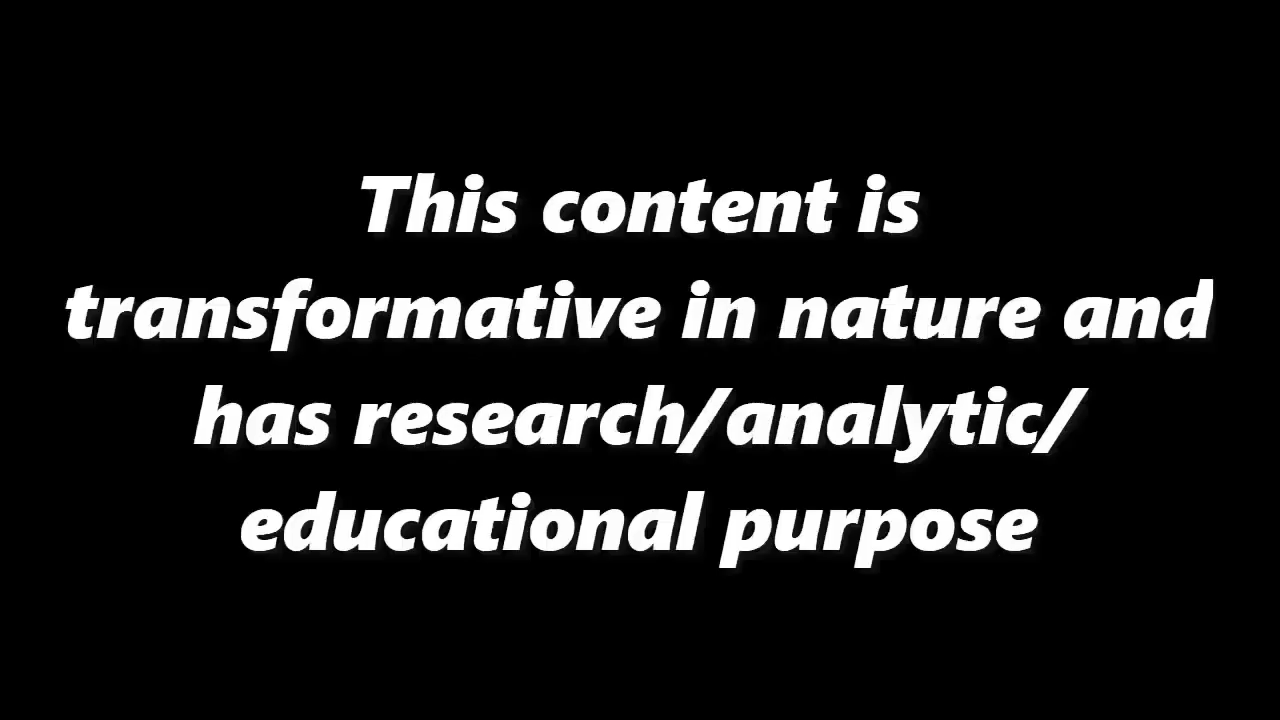 This content is
transformative in nature and
has research/analytic/
educational purpose